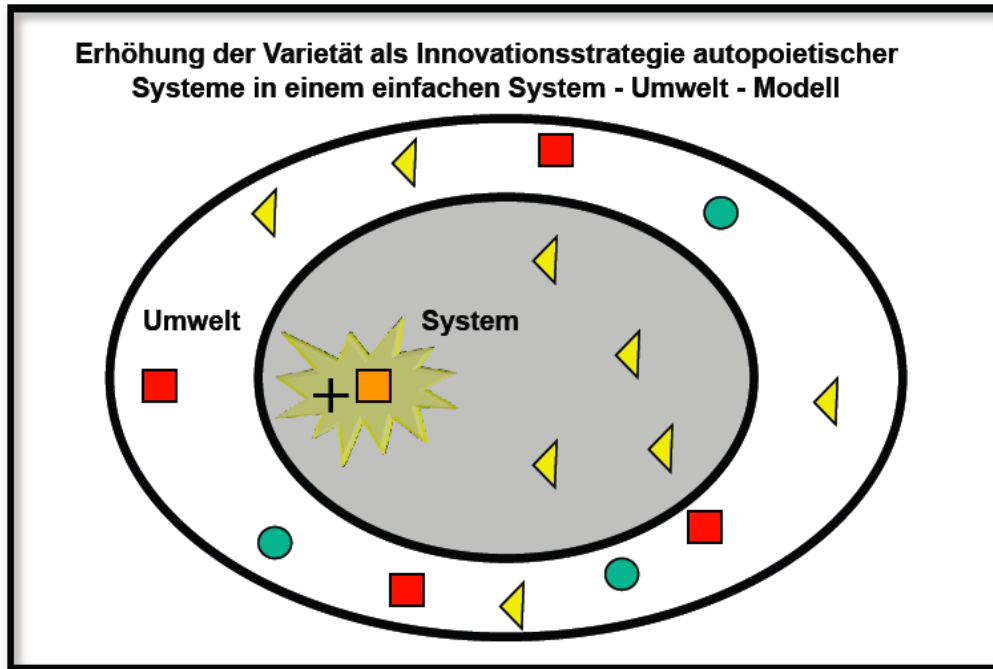 Erhöhung der Varietät als Innovationsstrategie autopoietischer
Systeme in einem einfachen System - Umwelt - Modell
Umwelt
System
+